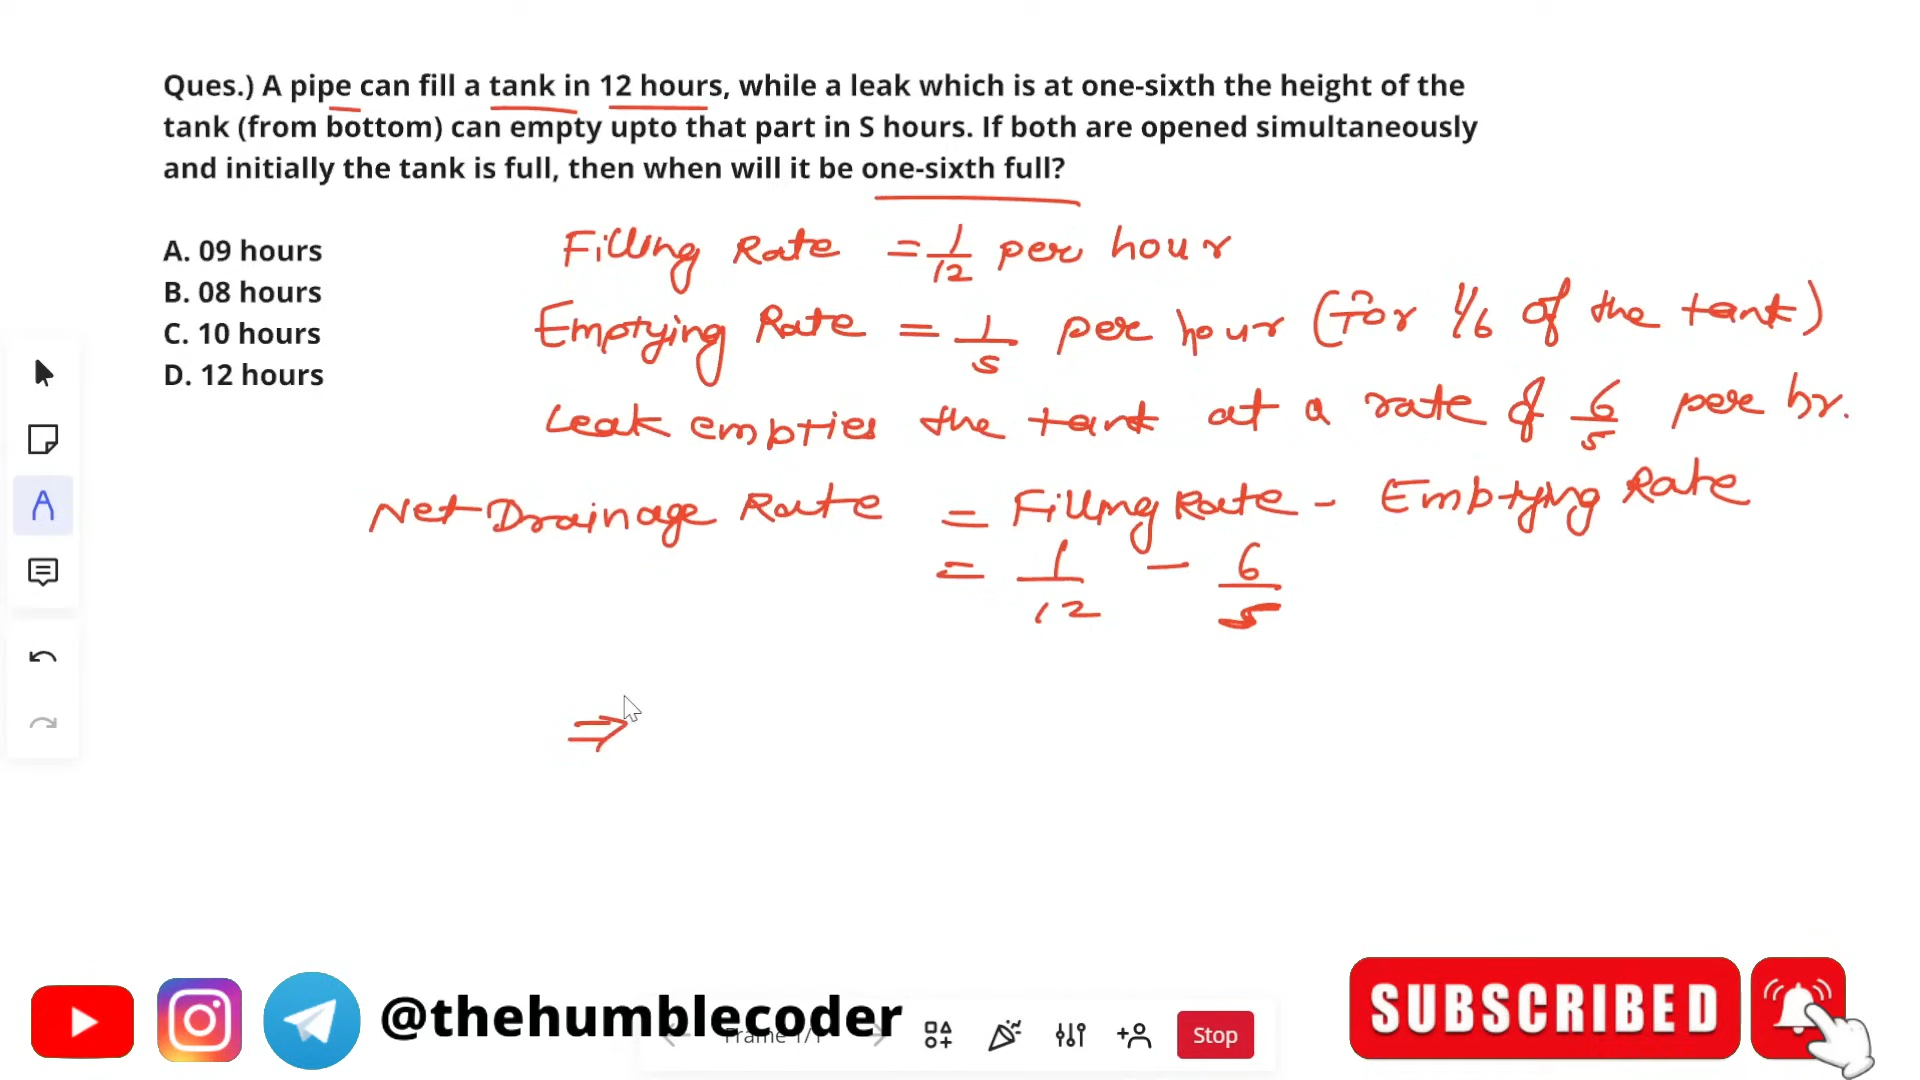 Ques.) A pipe can fill a tank in 12 hours, while a leak which is at one-sixth the height of the
tank (from bottom) can empty upto that part in S hours. If both are opened simultaneously
and initially the tank is full, then when will it be one-sixth full?
A. 09 hours
B. 08 hours
C. 10 hours
D. 12 hours
Filling Rate = 1/12 per hour
Emptying Rate = 1/5 per hour (For 1/6 of the tank)
Leak empties the tank at a rate of 6/5 per hr.
Net Drainage Rate = Filling Rate - Emptying Rate
= 1/12 - 6/5
⇒
@thehumblecoder
Frame 1/1
Stop
SUBSCRIBED